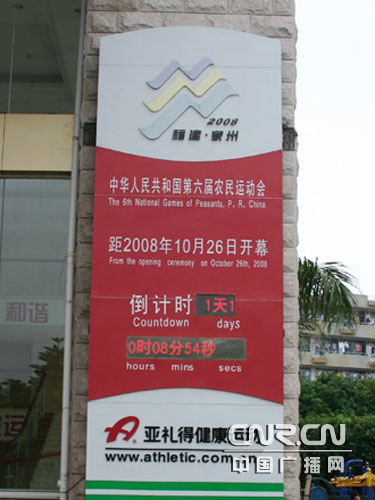 2008
福建·泉州
中华人民共和国第六届农民运动会
The 6th National Games of Peasants, P. R. China
距2008年10月26日开幕
From the opening ceremony on October 26th, 2008
倒计时 1天1
Countdown days
0时08分54秒
hours mins secs
和谐
亚礼得健康运动
www.athletic.com
CNR.CN
中国广播网